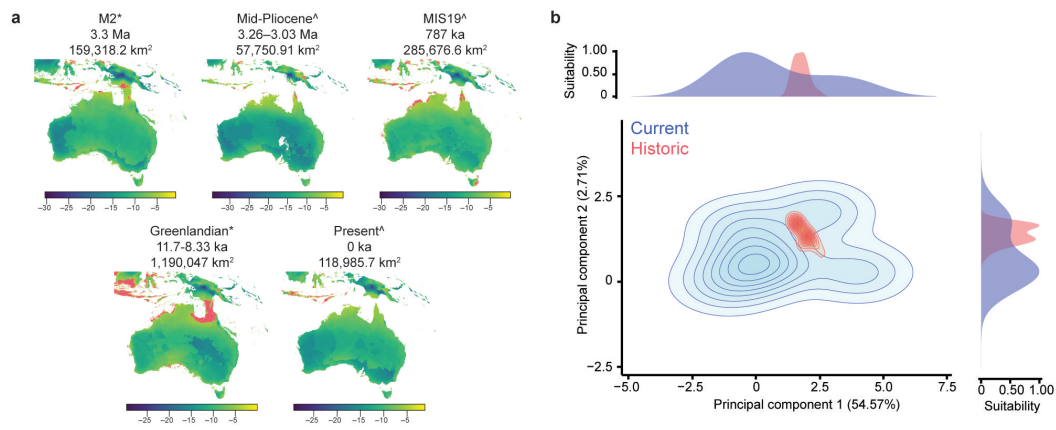 a
M2*
3.3 Ma
159,318.2 km²
Mid-Pliocene^
3.26–3.03 Ma
57,750.91 km²
MIS19^
787 ka
285,676.6 km²
−30 −25 −20 −15 −10 −5
−30 −25 −20 −15 −10 −5
−30 −25 −20 −15 −10 −5
Greenlandian*
11.7-8.33 ka
1,190,047 km²
Present^
0 ka
118,985.7 km²
−25 −20 −15 −10 −5
−25 −20 −15 −10 −5
b
Suitability
1.00
0.50
0
Current
Historic
Principal component 2 (2.71%)
2.5
0
−2.5
−5.0 −2.5 0 2.5 5.0 7.5
Principal component 1 (54.57%)
0 0.50 1.00
Suitability